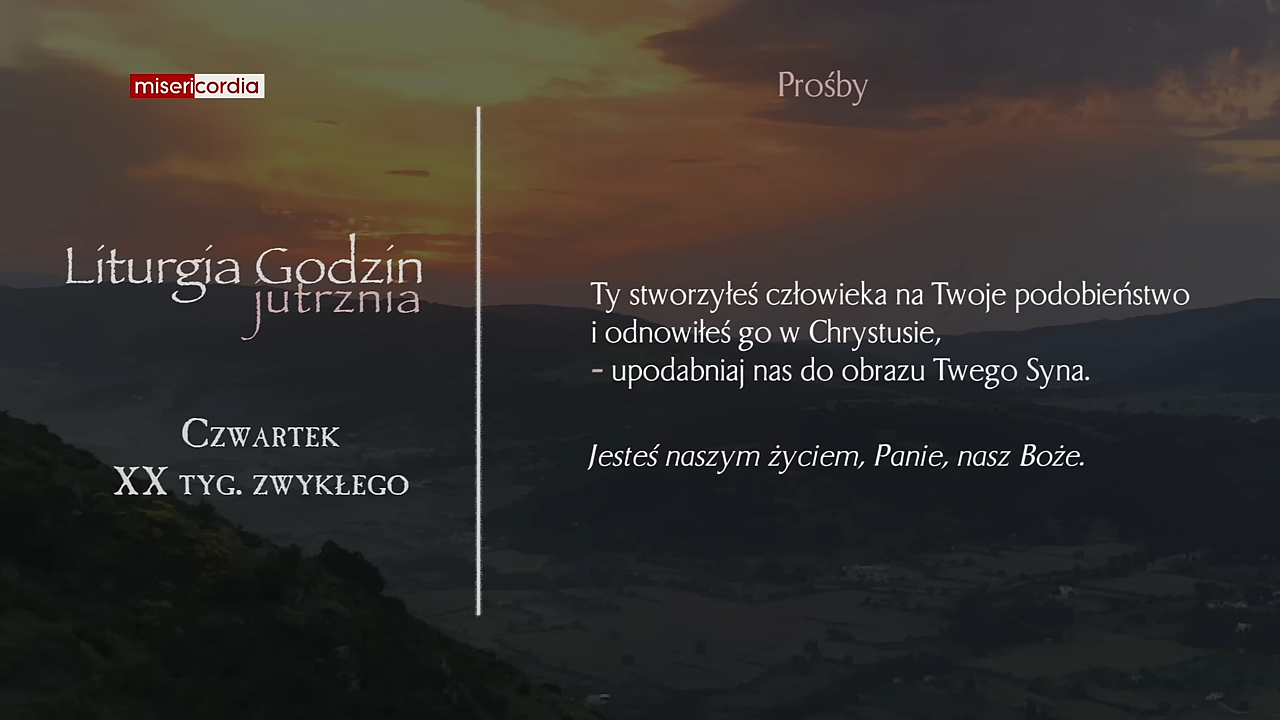 misericordia
Liturgia Godzin
jutrznia
Czwartek
XX tyg. zwykłego
Prośby
Ty stworzyłeś człowieka na Twoje podobieństwo
i odnowiłeś go w Chrystusie,
- upodabniaj nas do obrazu Twego Syna.
Jesteś naszym życiem, Panie, nasz Boże.